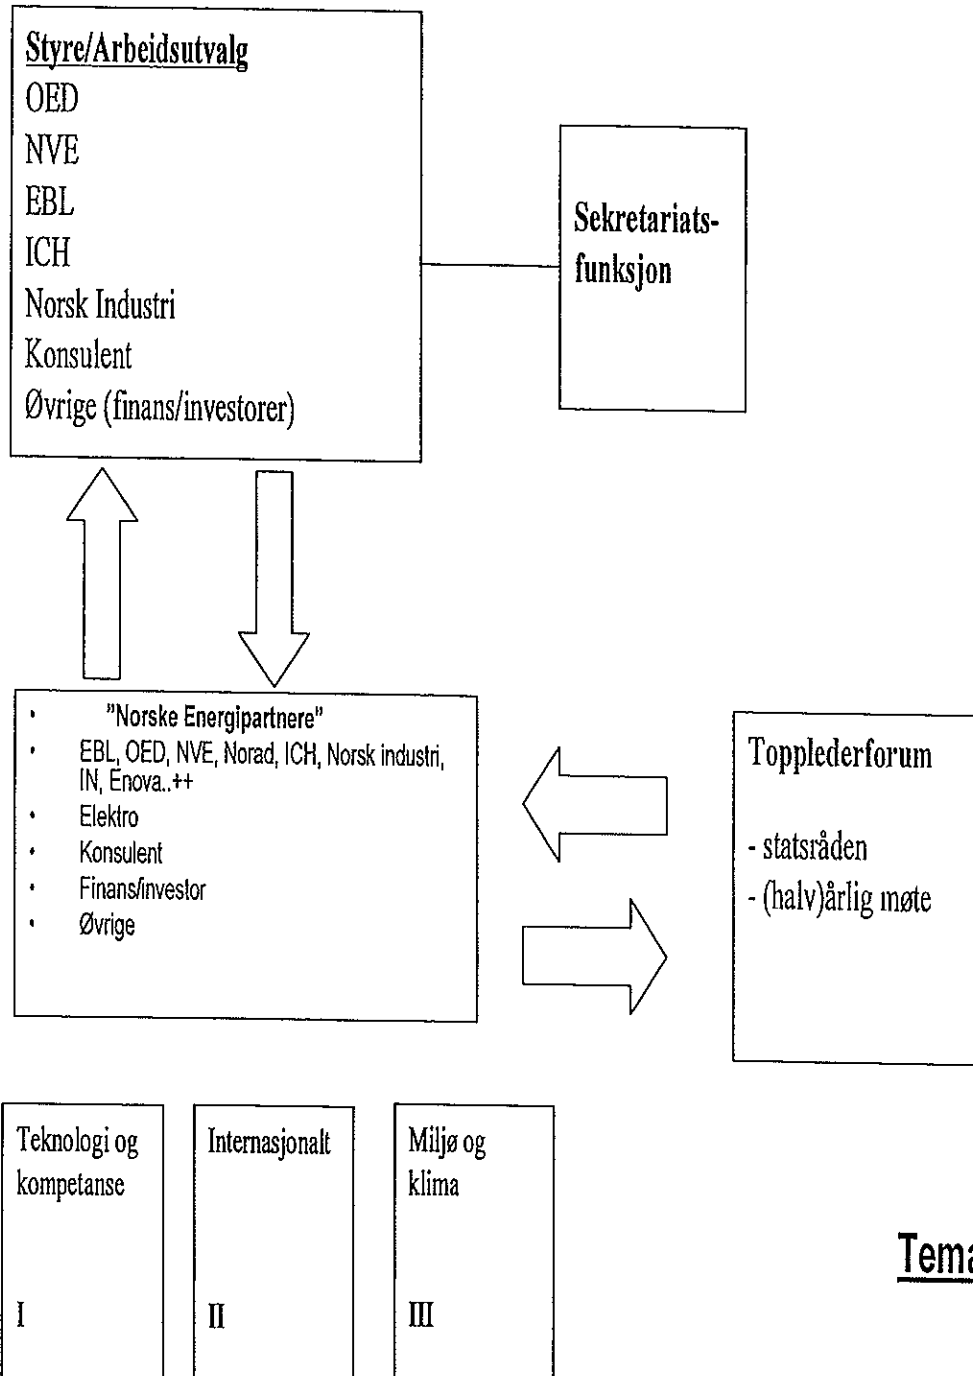 Styre/Arbeidsutvalg
OED
NVE
EBL
ICH
Norsk Industri
Konsulent
Øvrige (finans/investorer)
Sekretariats-
funksjon
• "Norske Energipartnere"
• EBL, OED, NVE, Norad, ICH, Norsk industri,
IN, Enova..++
• Elektro
• Konsulent
• Finans/investor
• Øvrige
Topplederforum
- statsråden
- (halv)årlig møte
Teknologi og
kompetanse
I
Internasjonalt
II
Miljø og
klima
III
Tema